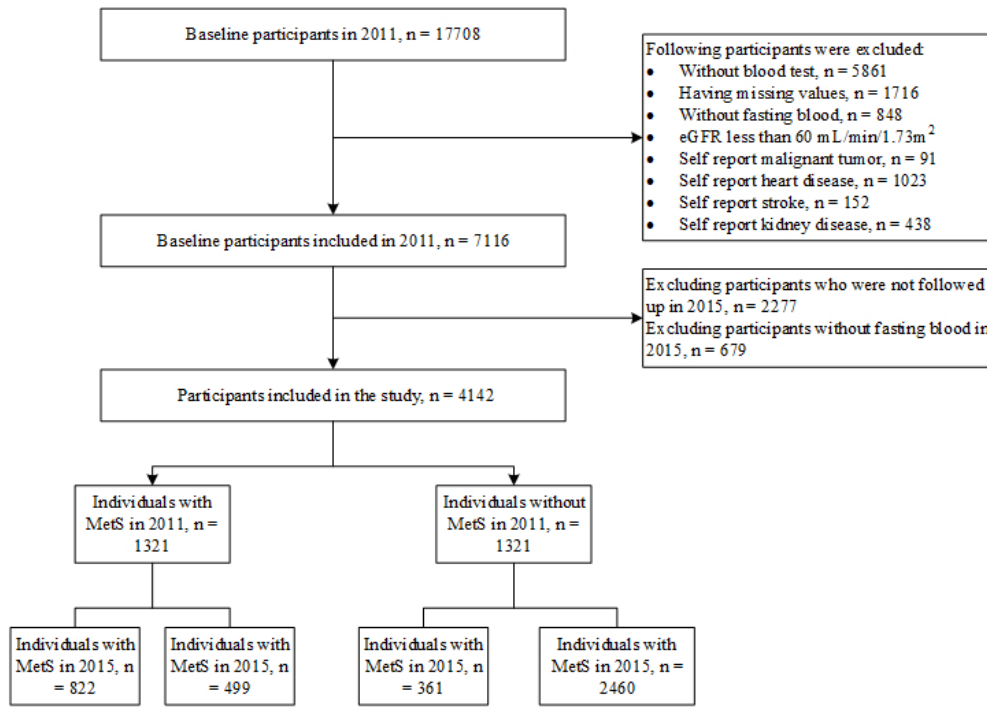 Baseline participants in 2011, n = 17708
Following participants were excluded:
• Without blood test, n = 5861
• Having missing values, n = 1716
• Without fasting blood, n = 848
• eGFR less than 60 mL/min/1.73m²
• Self report malignant tumor, n = 91
• Self report heart disease, n = 1023
• Self report stroke, n = 152
• Self report kidney disease, n = 438
Baseline participants included in 2011, n = 7116
Excluding participants who were not followed
up in 2015, n = 2277
Excluding participants without fasting blood in
2015, n = 679
Participants included in the study, n = 4142
Individuals with
MetS in 2011, n =
1321
Individuals without
MetS in 2011, n =
1321
Individuals with
MetS in 2015, n
= 822
Individuals with
MetS in 2015, n
= 499
Individuals with
MetS in 2015, n
= 361
Individuals with
MetS in 2015, n =
2460